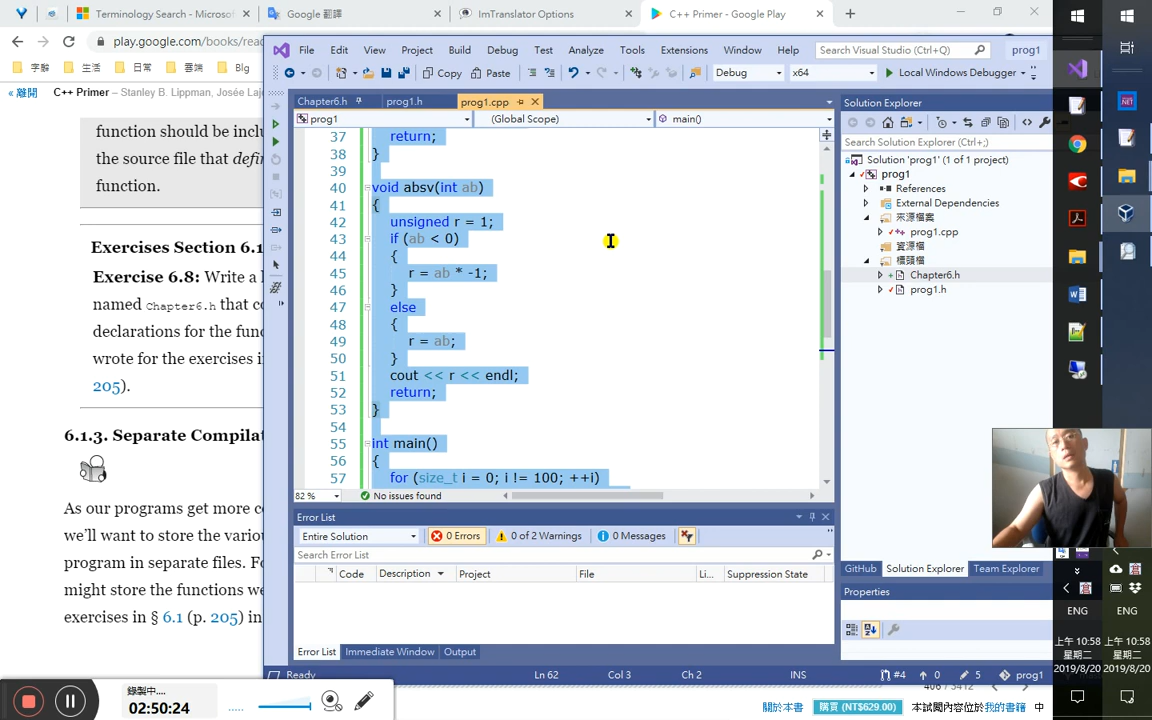 Terminology Search - Microsof
Google 翻譯
ImTranslator Options
C++ Primer - Google Play
play.google.com/books/read
字辭
生活
日常
雲端
Blg
« 離開
C++ Primer – Stanley B. Lippman, Josée Laj
function should be inclu
the source file that defin
function.
Exercises Section 6.1
Exercise 6.8: Write a h
named Chapter6.h that co
declarations for the func
wrote for the exercises in
205).
6.1.3. Separate Compilat
As our programs get more co
we'll want to store the variou
program in separate files. Fo
might store the functions we
exercises in § 6.1 (p. 205) in
File Edit View Project Build Debug Test Analyze Tools Extensions Window Help
Search Visual Studio (Ctrl+Q)
prog1
Copy
Paste
Debug
x64
Local Windows Debugger
Chapter6.h
prog1.h
prog1.cpp
prog1
(Global Scope)
main()
37 return;
38 }
39
40 void absv(int ab)
41 {
42 unsigned r = 1;
43 if (ab < 0)
44 {
45 r = ab * -1;
46 }
47 else
48 {
49 r = ab;
50 }
51 cout << r << endl;
52 return;
53 }
54
55 int main()
56 {
57 for (size_t i = 0; i != 100; ++i)
82 %
No issues found
Error List
Entire Solution
0 Errors
0 of 2 Warnings
0 Messages
Search Error List
Code Description Project File Li... Suppression State
Error List
Immediate Window
Output
Ready
Ln 62
Col 3
Ch 2
INS
#4
0
5
prog1
Solution Explorer
Search Solution Explorer (Ctrl+;)
Solution 'prog1' (1 of 1 project)
prog1
References
External Dependencies
來源檔案
prog1.cpp
資源檔
標頭檔
Chapter6.h
prog1.h
GitHub
Solution Explorer
Team Explorer
Properties
ENG
ENG
上午 10:58
上午 10:58
星期二
星期二
2019/8/20
2019/8/20
錄製中....
02:50:24
關於本書
購買 (NT$629.00)
本試閱內容位於我的書籍
中